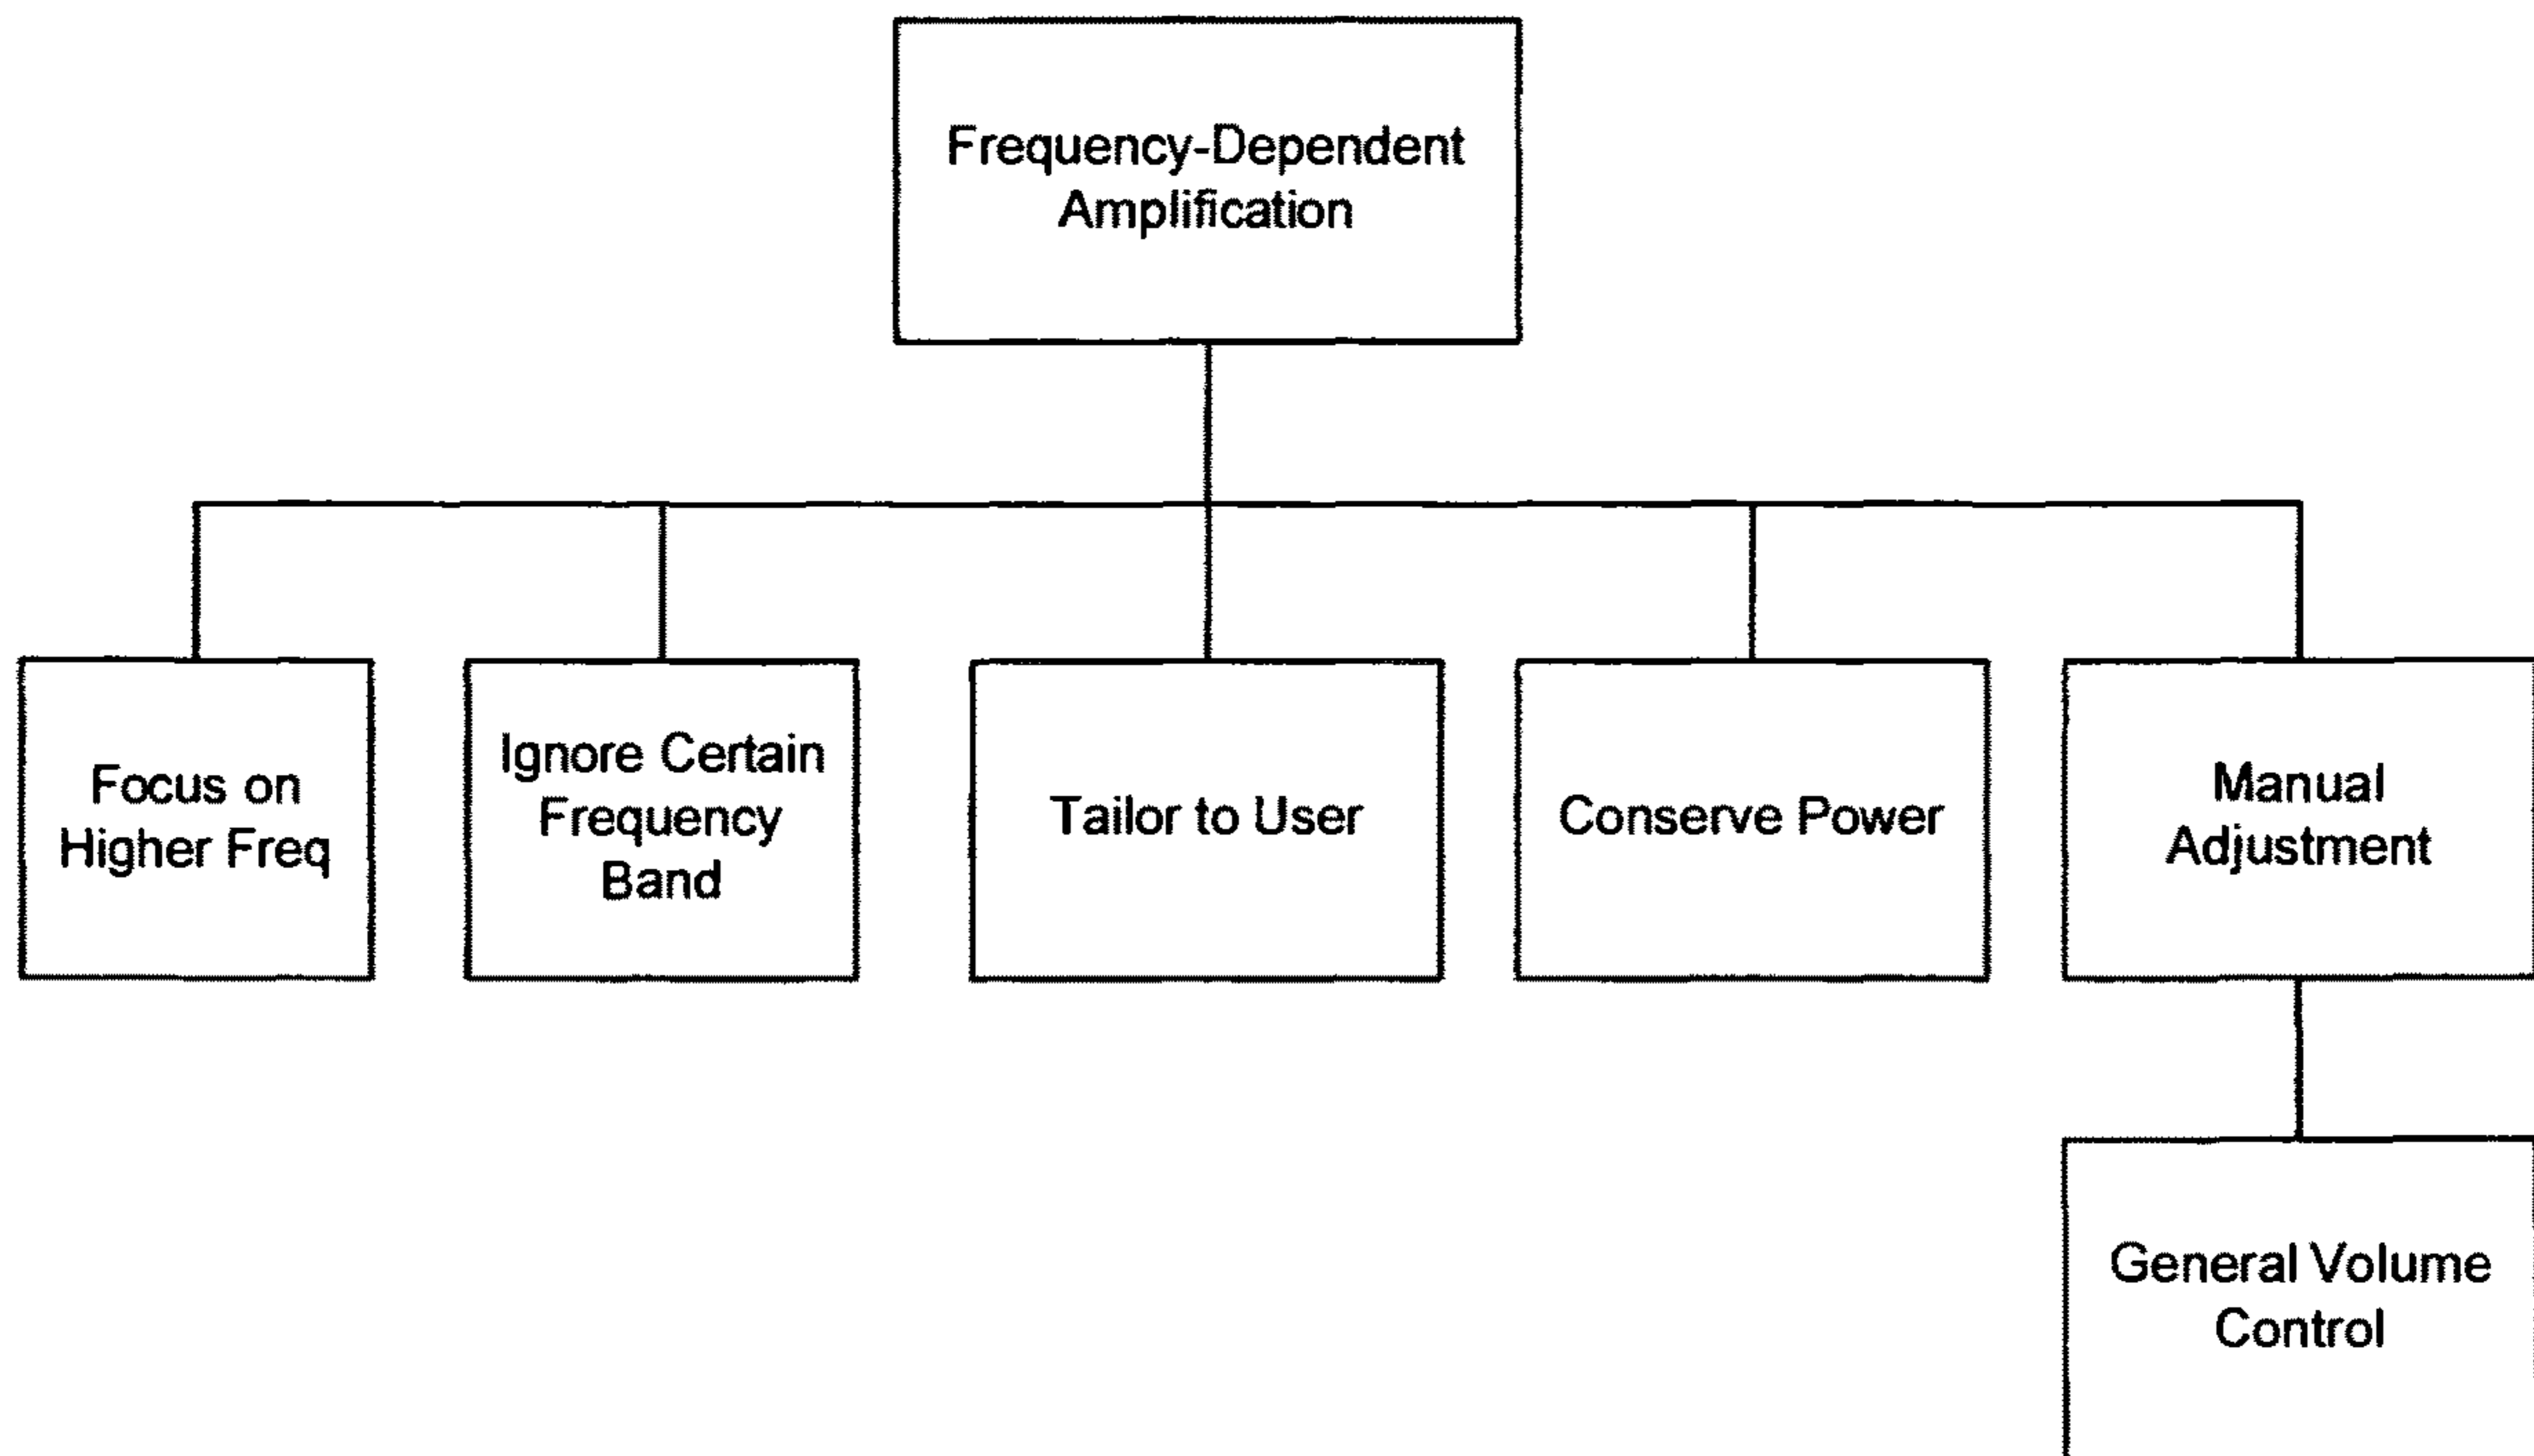 Frequency-Dependent
Amplification
Focus on
Higher Freq
Ignore Certain
Frequency
Band
Tailor to User
Conserve Power
Manual
Adjustment
General Volume
Control